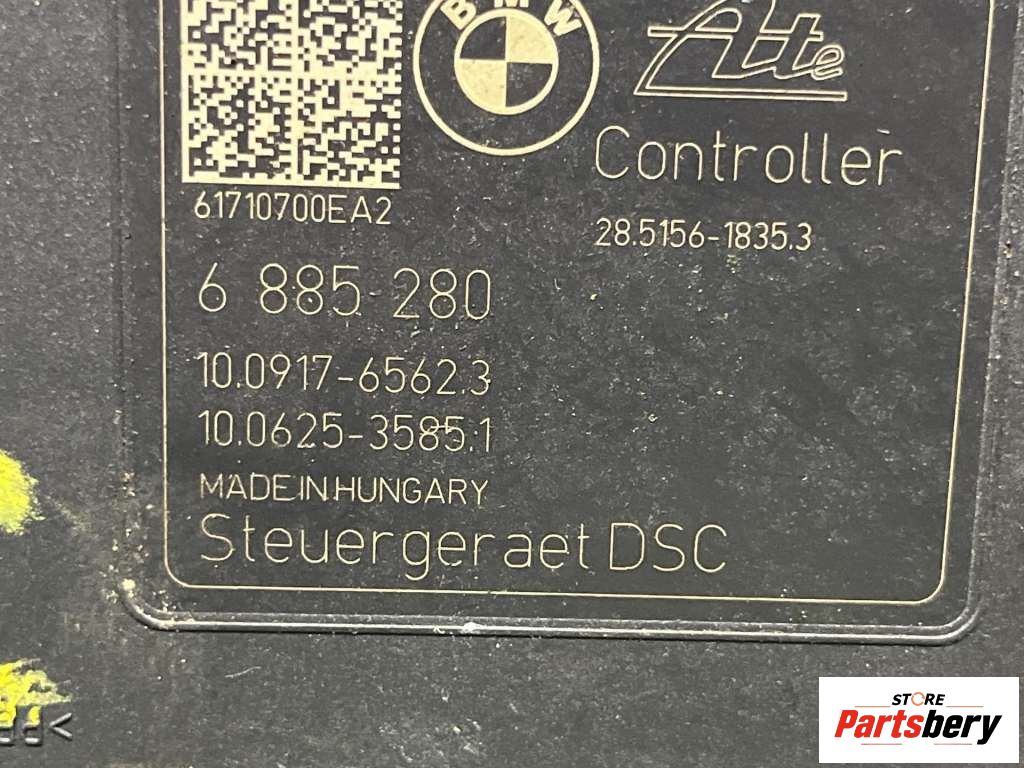 BMW
Ate
Controller
61710700EA2
28.5156-1835.3
6 885 280
10.0917-6562.3
10.0625-3585.1
MADE IN HUNGARY
Steuergeraet DSC
STORE
Partsbery